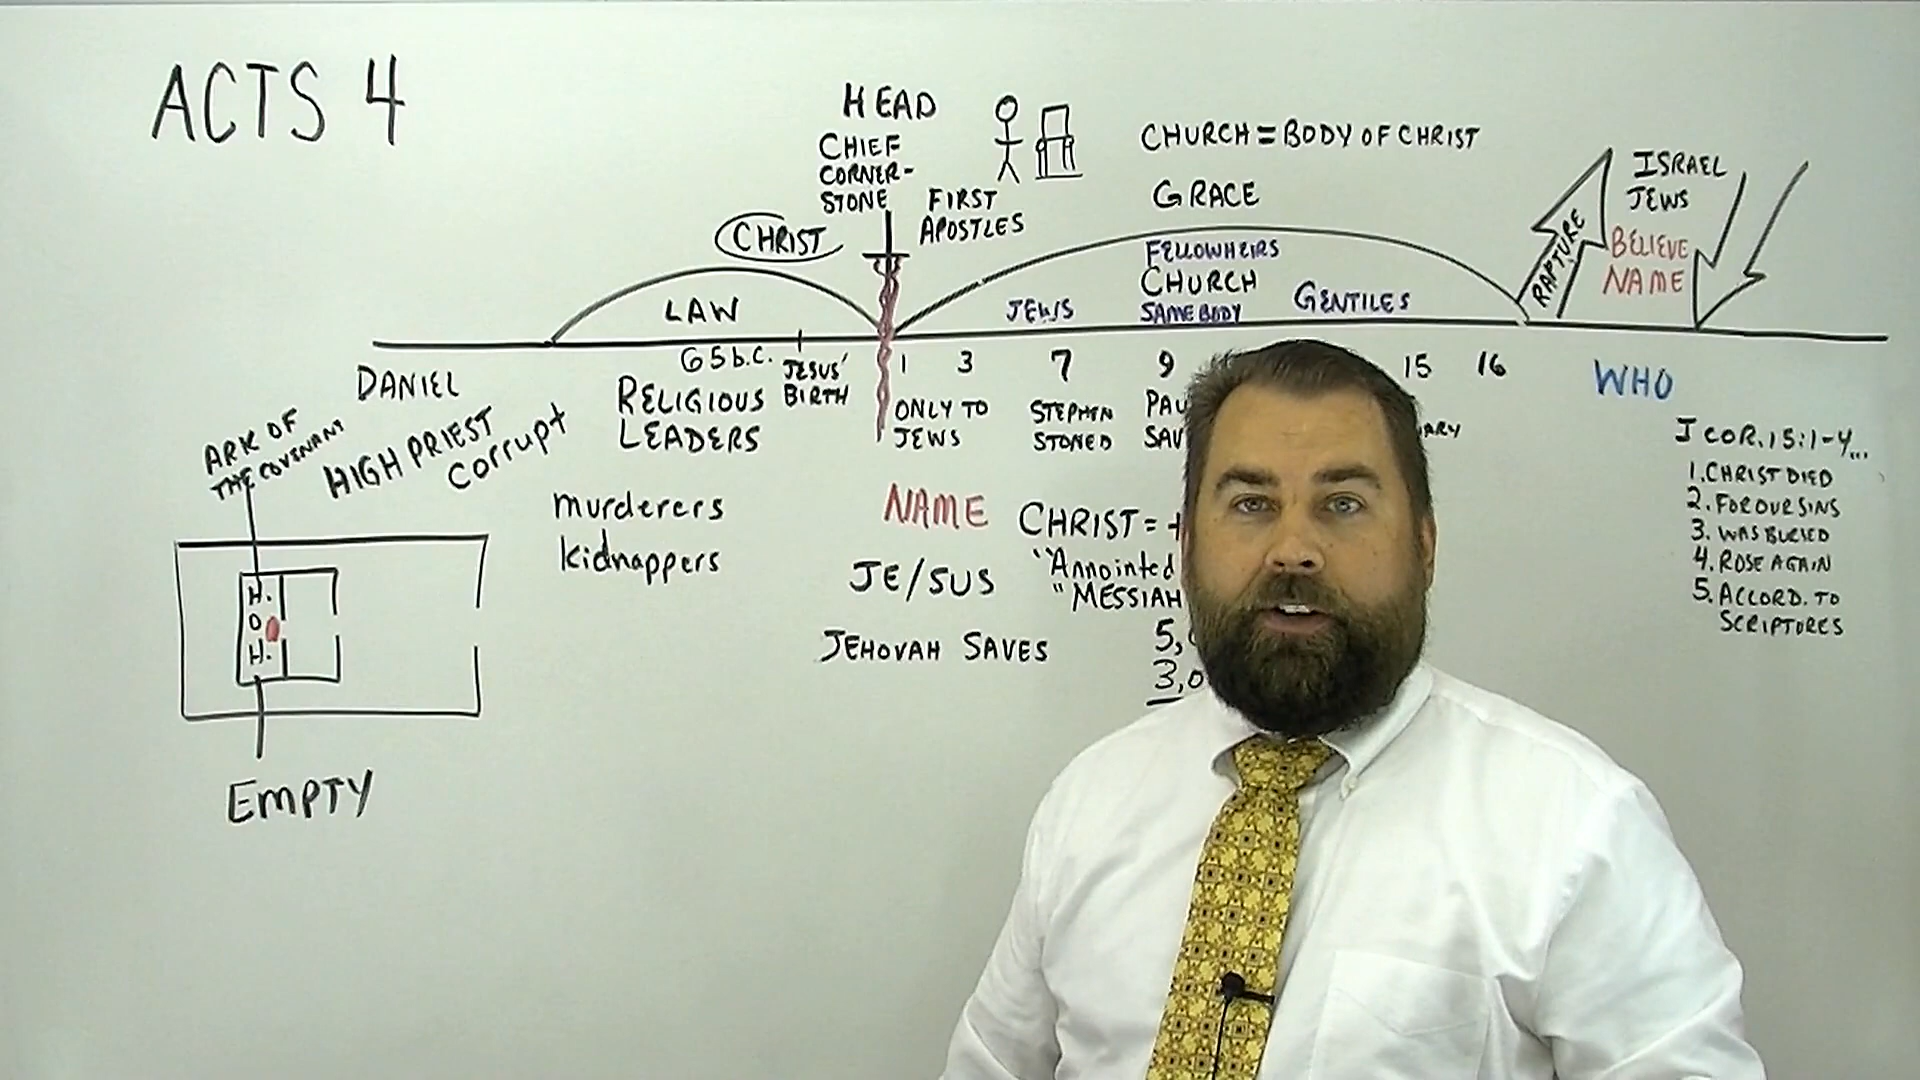 ACTS 4
HEAD
CHIEF
CORNER-
STONE
FIRST
APOSTLES
CHURCH = BODY OF CHRIST
GRACE
CHRIST
LAW
FELLOWHEIRS
CHURCH
SAME BODY
JEWS
GENTILES
RAPTURE
ISRAEL
JEWS
BELIEVE
NAME
65 b.c.
JESUS'
BIRTH
1 3 7 9 15 16
DANIEL
RELIGIOUS
LEADERS
ONLY TO
JEWS
STEPHEN
STONED
WHO
ARK OF
THE COVENANT
HIGH PRIEST
Corrupt
murderers
kidnappers
NAME
JE/SUS
JEHOVAH SAVES
CHRIST =
"Annointed
"MESSIAH
H.
O
H.
EMPTY
I COR. 15:1-4...
1. CHRIST DIED
2. FOR OUR SINS
3. WAS BURIED
4. ROSE AGAIN
5. ACCORD. TO
SCRIPTURES